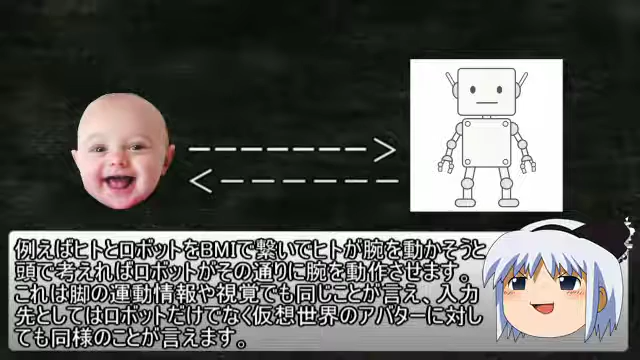 例えばヒトとロボットをBMIで繋いでヒトが腕を動かそうと
頭で考えればロボットがその通りに腕を動作させます。
これは脚の運動情報や視覚でも同じことが言え、入力
先としてはロボットだけでなく仮想世界のアバターに対し
ても同様のことが言えます。